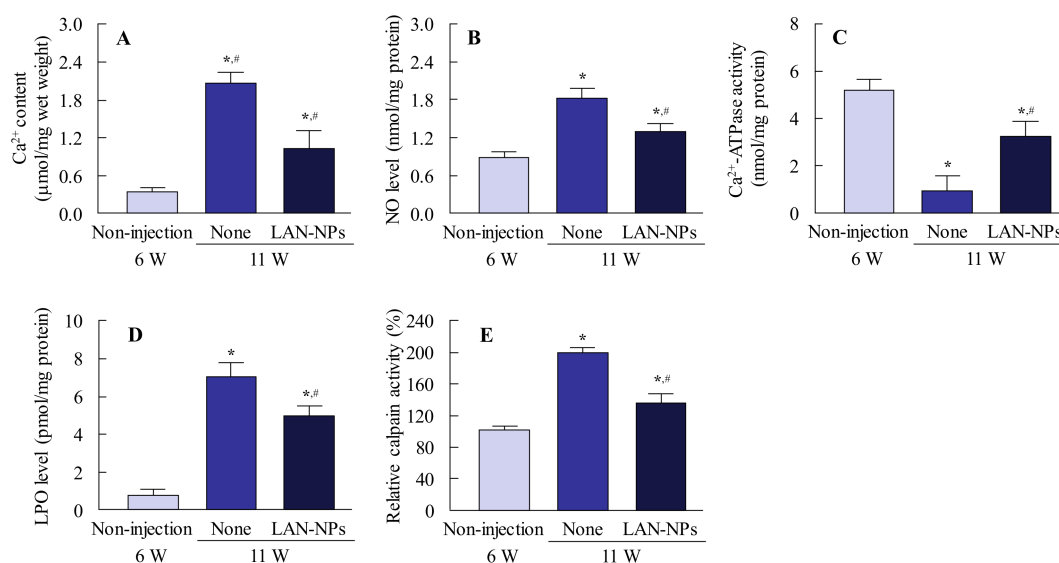 A
Ca²⁺ content
(µmol/mg wet weight)
3.0
2.4
1.8
1.2
0.6
0.0
*,#
*,#
Non-injection None LAN-NPs
6 W 11 W
B
NO level (nmol/mg protein)
3.0
2.4
1.8
1.2
0.6
0.0
*
*,#
Non-injection None LAN-NPs
6 W 11 W
C
Ca²⁺-ATPase activity
(nmol/mg protein)
8
6
4
2
0
*
*,#
Non-injection None LAN-NPs
6 W 11 W
D
LPO level (pmol/mg protein)
10
8
6
4
2
0
*
*,#
Non-injection None LAN-NPs
6 W 11 W
E
Relative calpain activity (%)
240
200
160
120
80
40
0
*
*,#
Non-injection None LAN-NPs
6 W 11 W